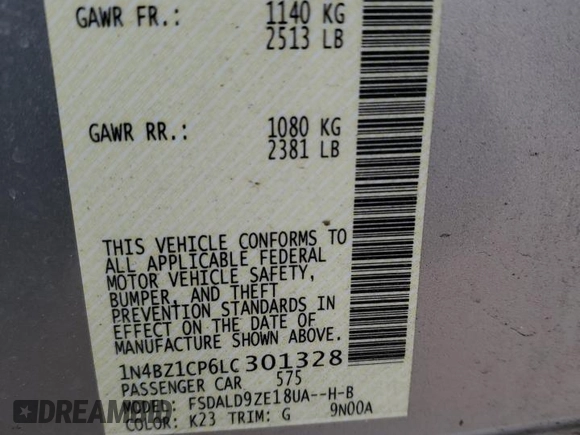 GAWR FR.: 1140 KG
2513 LB
GAWR RR.: 1080 KG
2381 LB
THIS VEHICLE CONFORMS TO
ALL APPLICABLE FEDERAL
MOTOR VEHICLE SAFETY,
BUMPER, AND THEFT
PREVENTION STANDARDS IN
EFFECT ON THE DATE OF
MANUFACTURE SHOWN ABOVE.
1N4BZ1CP6LC301328
PASSENGER CAR 575
MODEL: FSDALD9ZE18UA--H-B
COLOR: K23 TRIM: G 9N00A
DREAMBID